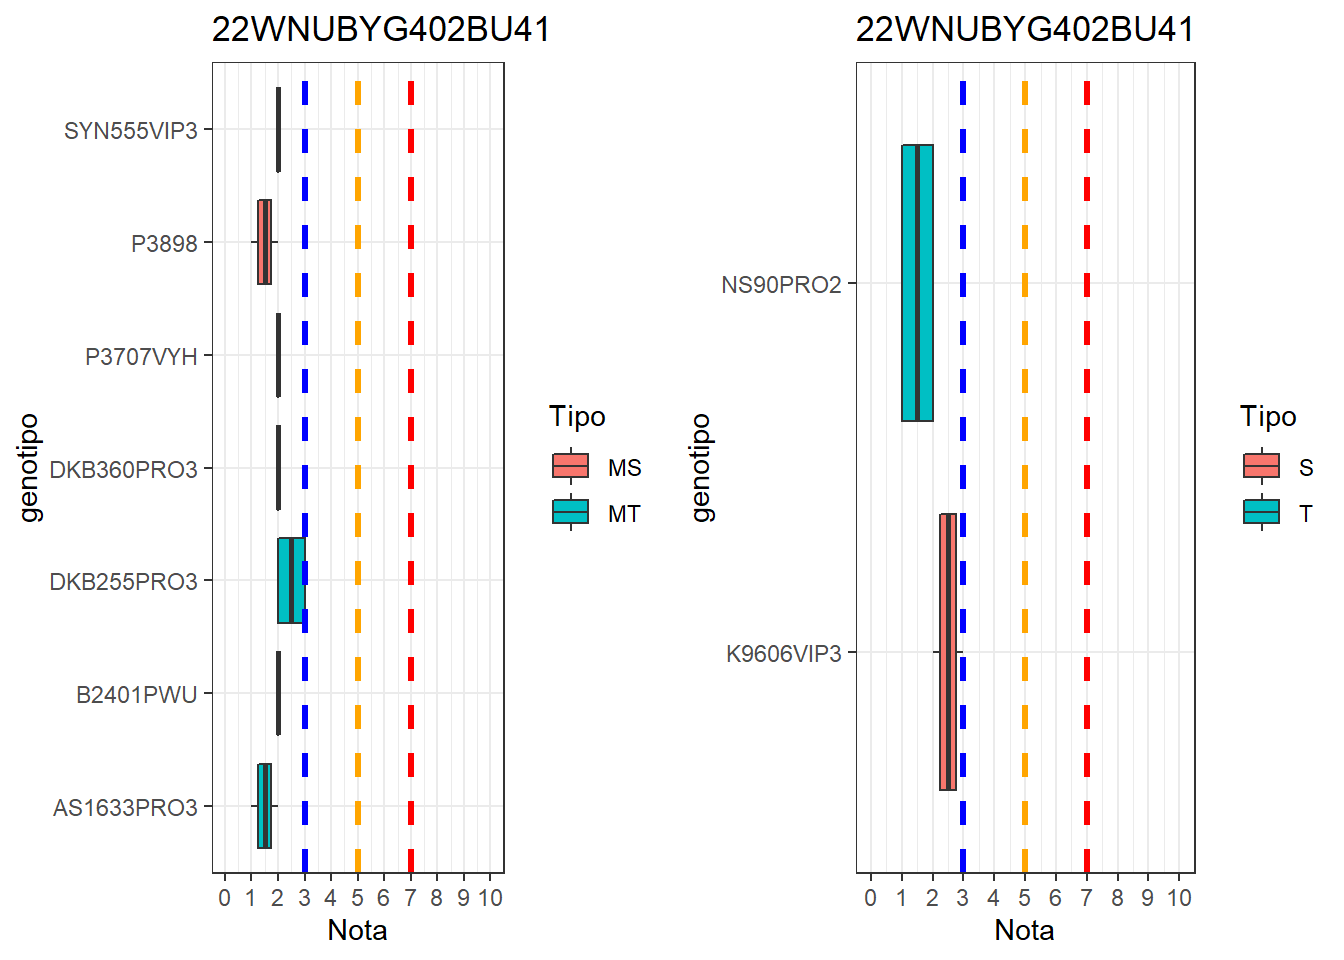 22WNUBYG402BU41
SYN555VIP3
P3898
P3707VYH
DKB360PRO3
DKB255PRO3
B2401PWU
AS1633PRO3
genotipo
0 1 2 3 4 5 6 7 8 9 10
Nota
Tipo
MS
MT
22WNUBYG402BU41
NS90PRO2
K9606VIP3
genotipo
0 1 2 3 4 5 6 7 8 9 10
Nota
Tipo
S
T